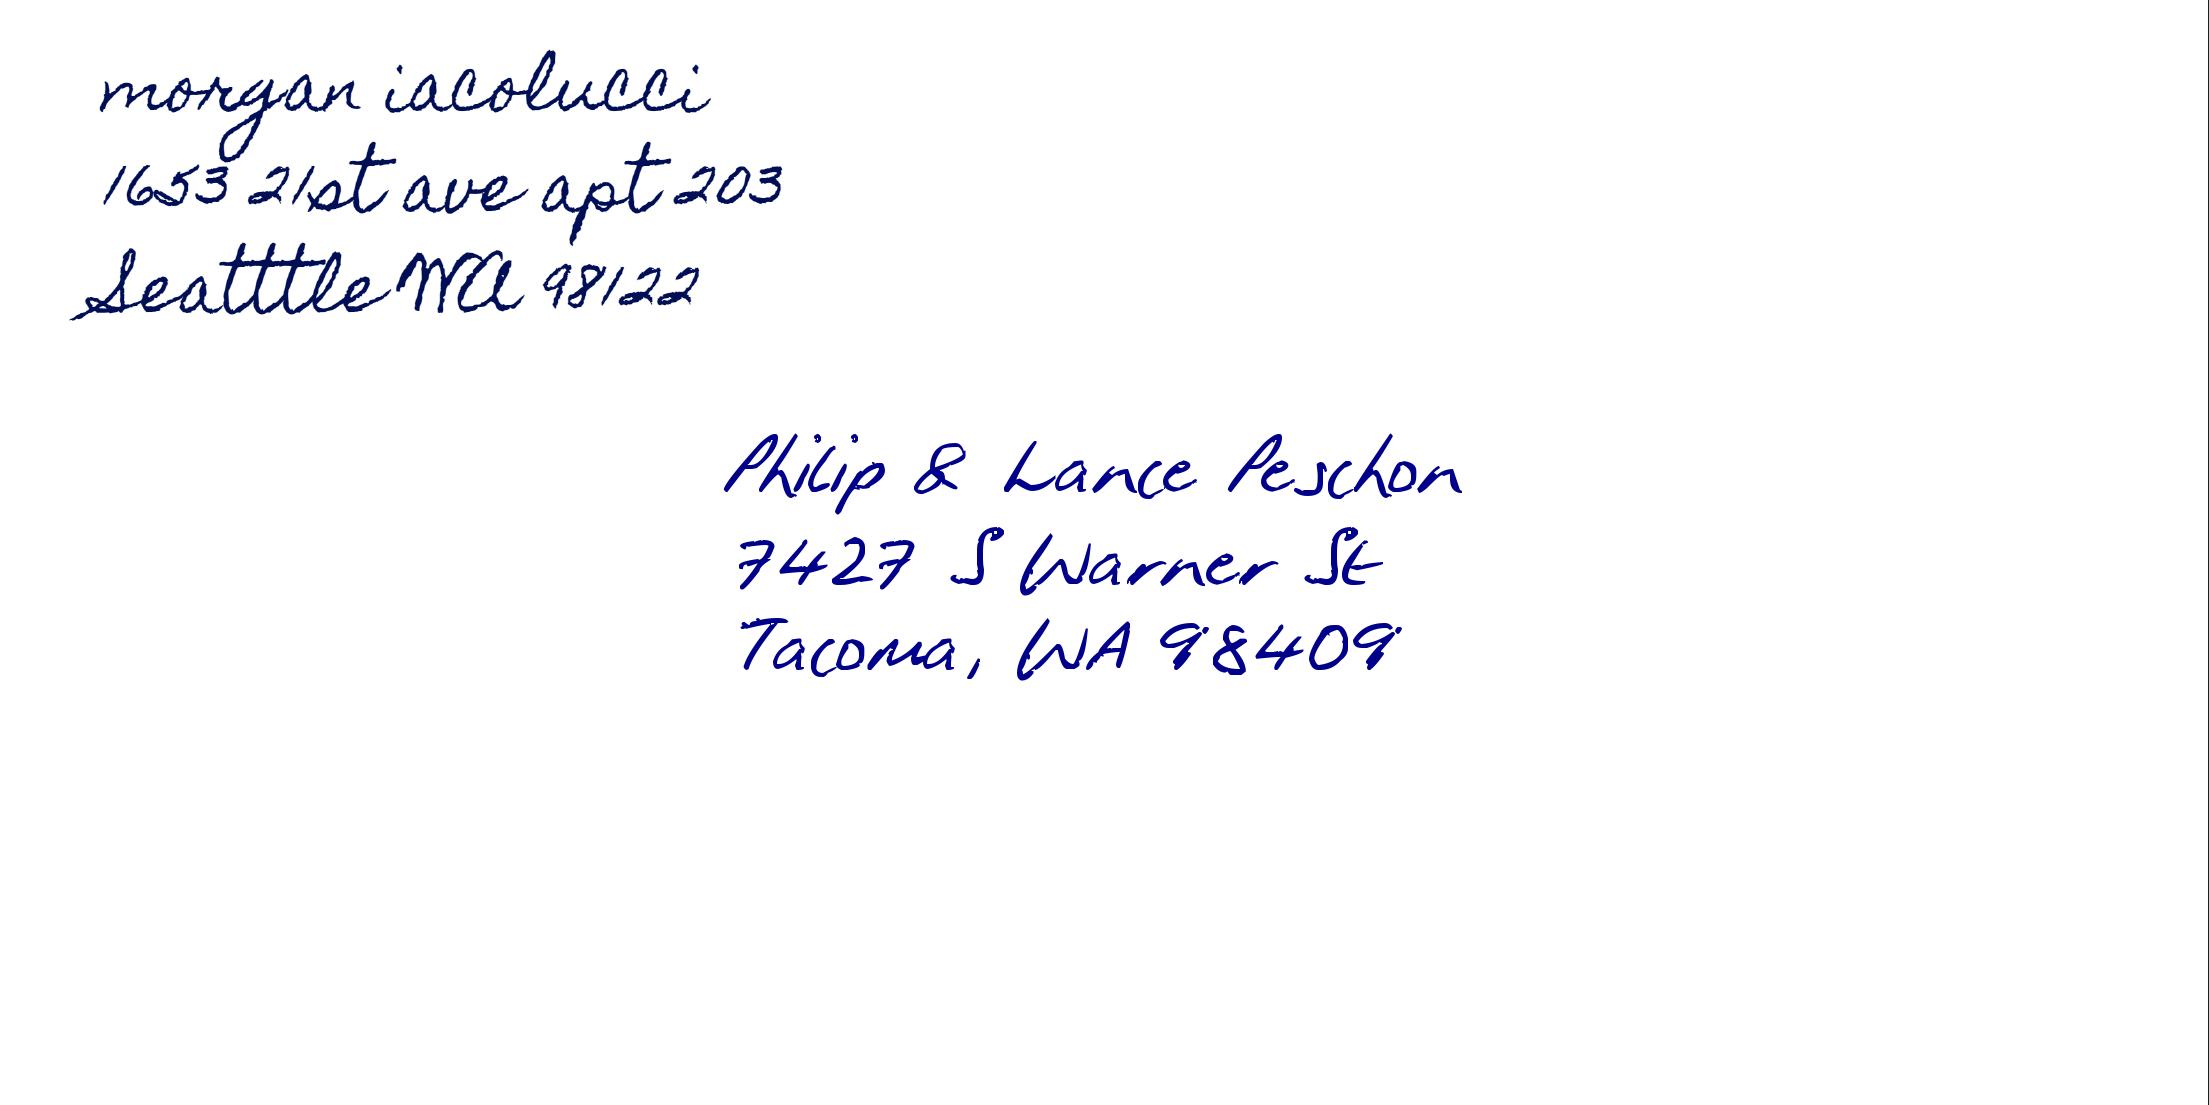 morgan iacolucci
1653 21st ave apt 203
Seatttle WA 98122
Philip & Lance Peschon
7427 S Warner St
Tacoma, WA 98409